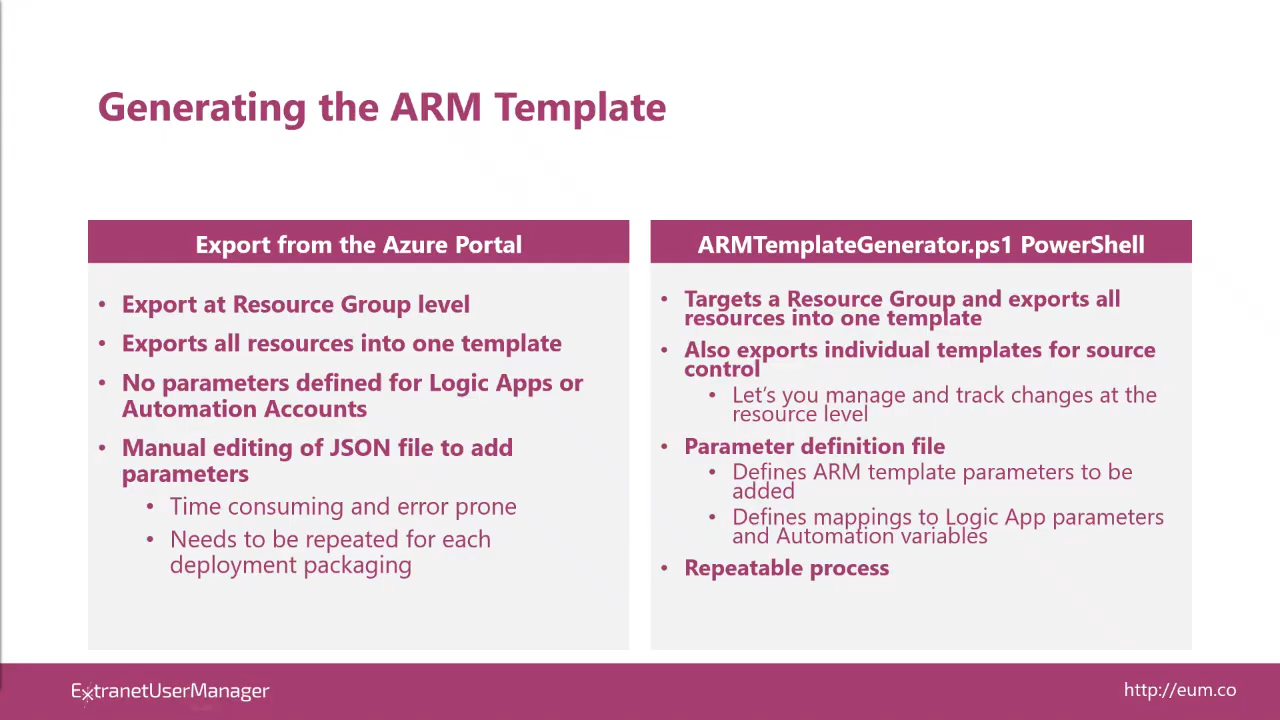 Generating the ARM Template
Export from the Azure Portal
• Export at Resource Group level
• Exports all resources into one template
• No parameters defined for Logic Apps or
Automation Accounts
• Manual editing of JSON file to add
parameters
• Time consuming and error prone
• Needs to be repeated for each
deployment packaging
ARMTemplateGenerator.ps1 PowerShell
• Targets a Resource Group and exports all
resources into one template
• Also exports individual templates for source
control
• Let’s you manage and track changes at the
resource level
• Parameter definition file
• Defines ARM template parameters to be
added
• Defines mappings to Logic App parameters
and Automation variables
• Repeatable process
ExtranetUserManager
http://eum.co